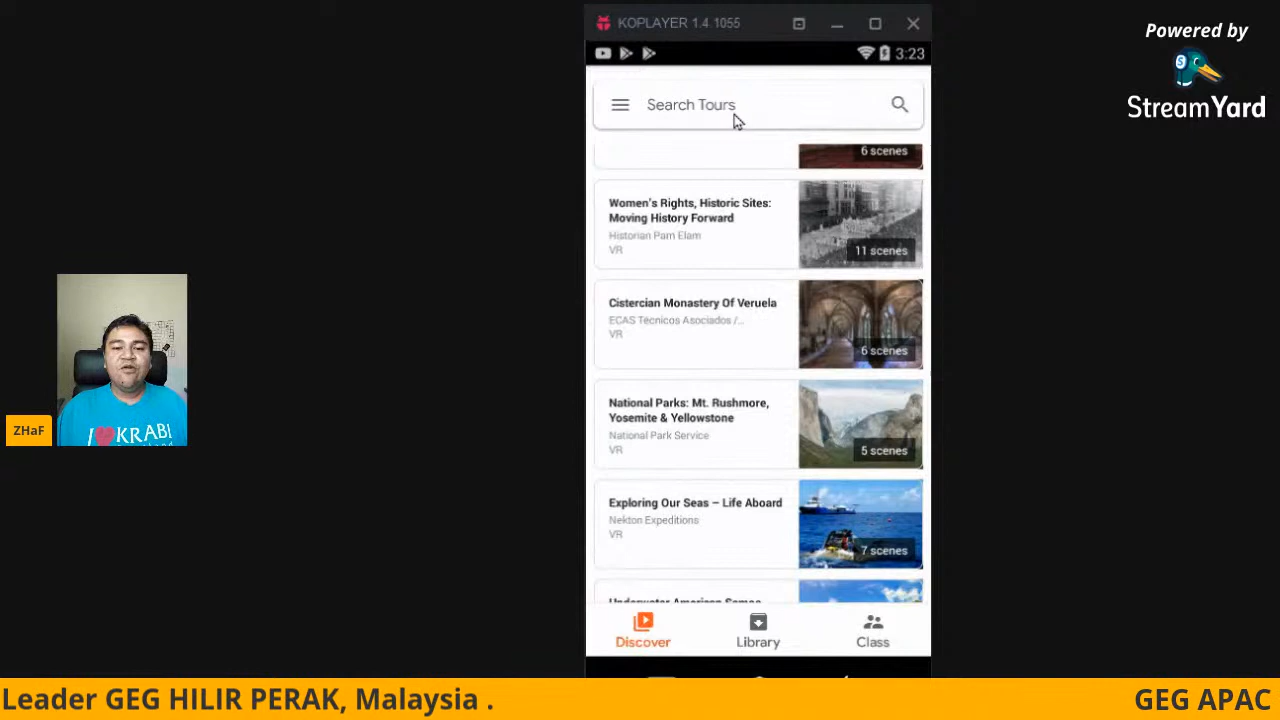 KOPLAYER 1.4.1055
Powered by
StreamYard
3:23
Search Tours
6 scenes
Women's Rights, Historic Sites:
Moving History Forward
Historian Pam Elam
VR
11 scenes
Cistercian Monastery Of Veruela
ECAS Técnicos Asociados /...
VR
6 scenes
National Parks: Mt. Rushmore,
Yosemite & Yellowstone
National Park Service
VR
5 scenes
Exploring Our Seas – Life Aboard
Nekton Expeditions
VR
7 scenes
Underwater American Samoa
Discover
Library
Class
ZHaF
I KRABI
Leader GEG HILIR PERAK, Malaysia .
GEG APAC